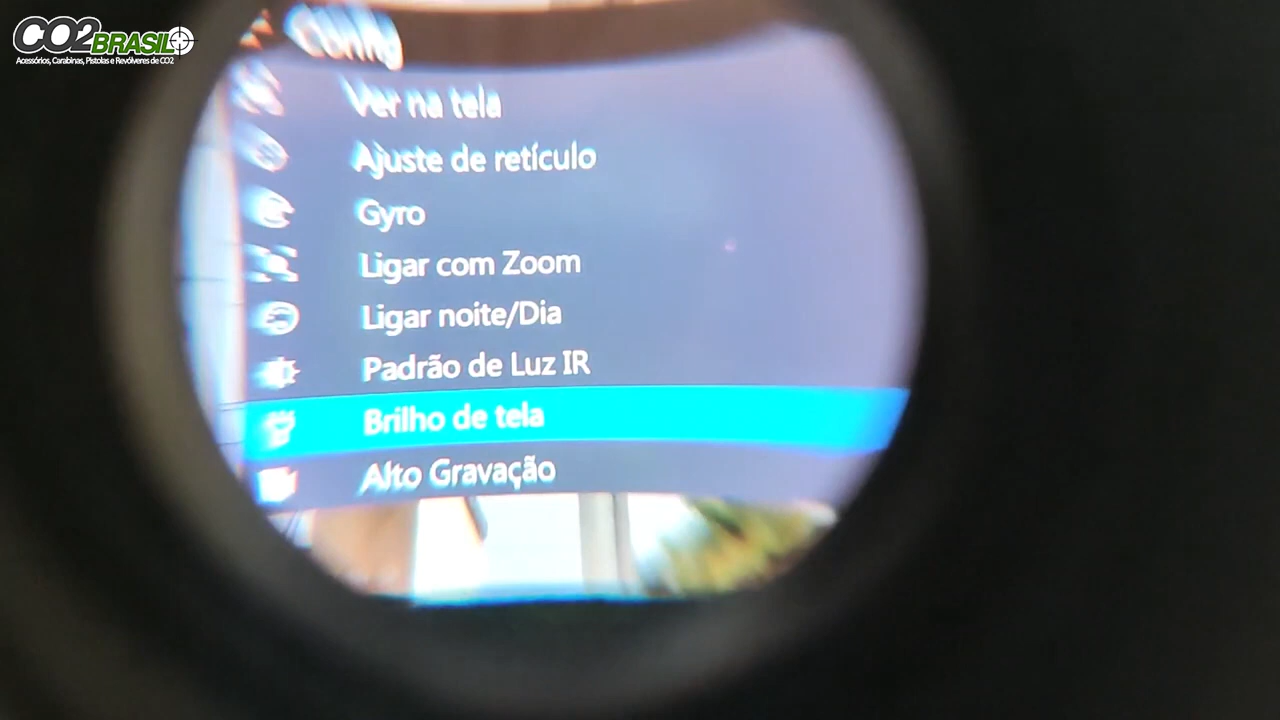 CO2BRASIL
Acessórios, Carabinas, Pistolas e Revólveres de CO2
Config
Ver na tela
Ajuste de retículo
Gyro
Ligar com Zoom
Ligar noite/Dia
Padrão de Luz IR
Brilho de tela
Alto Gravação